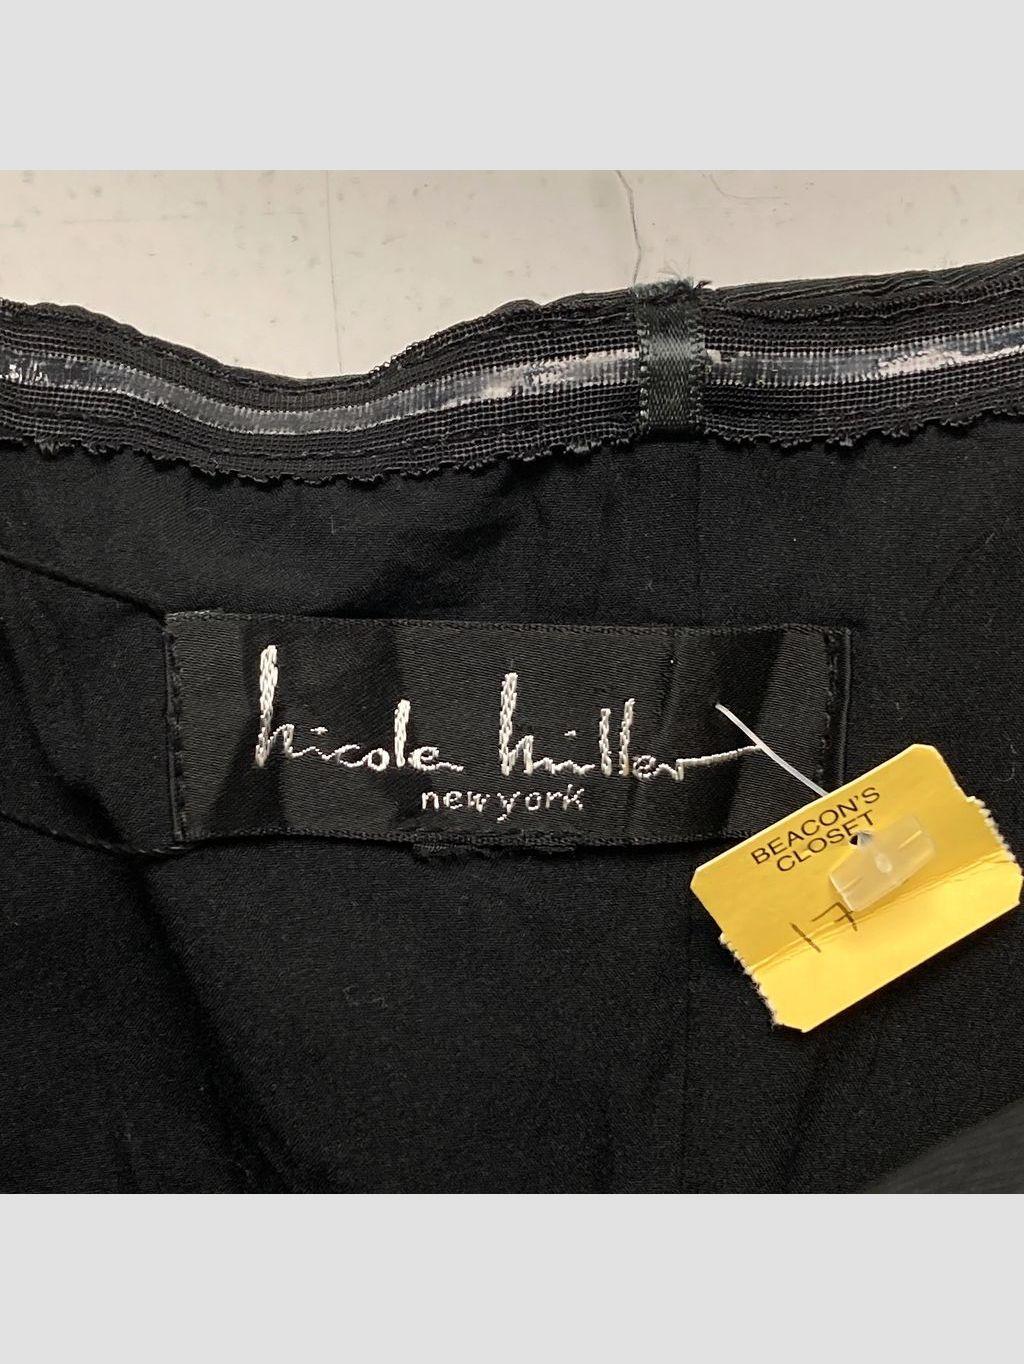 nicole miller
new york
BEACON'S
CLOSET
17